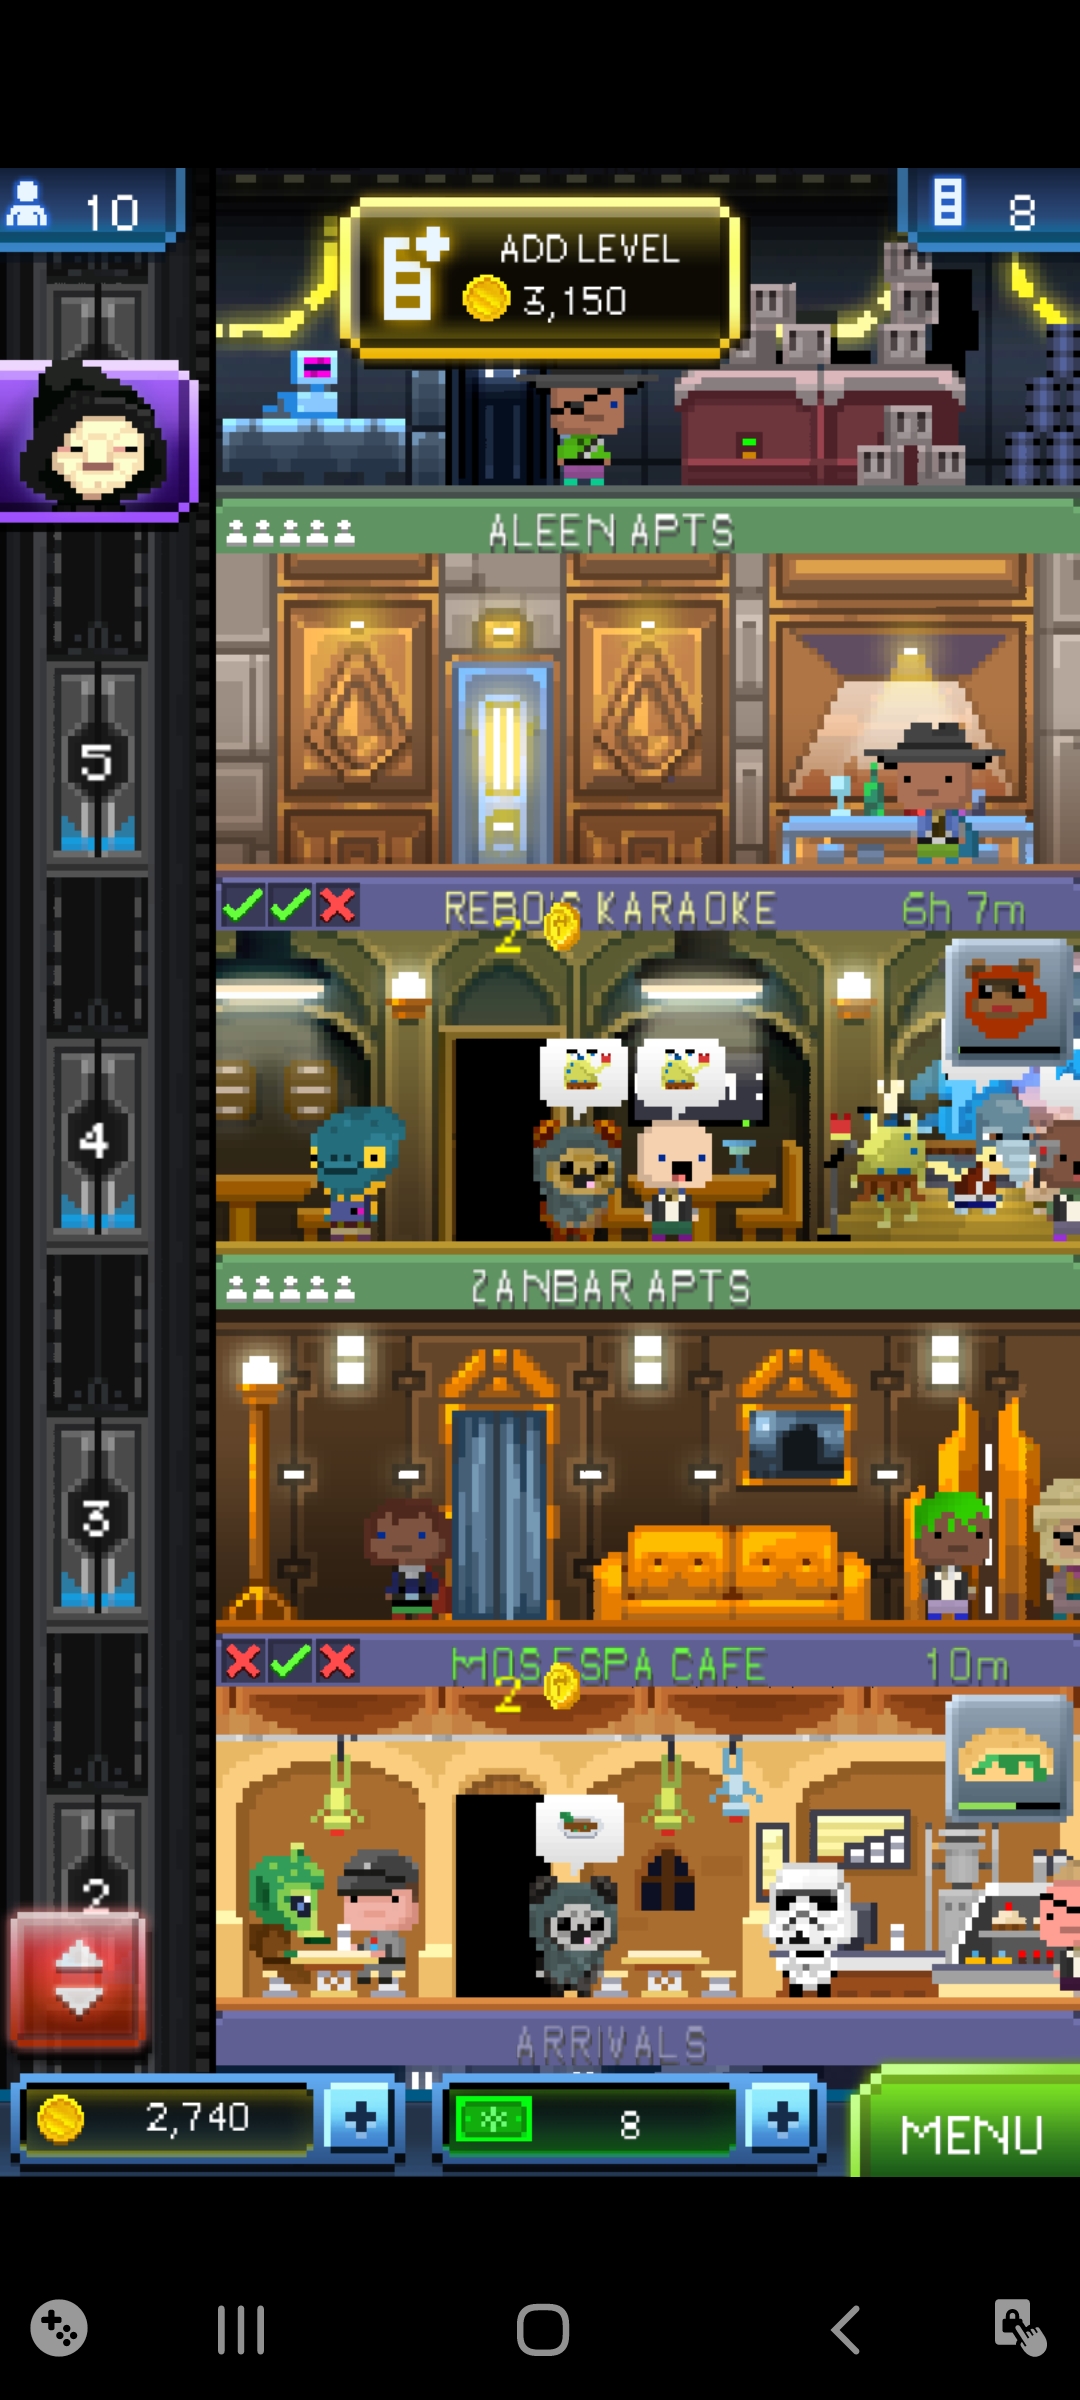 10
8
ADD LEVEL
3,150
ALEEN APTS
5
REBO'S KARAOKE
6h 7m
2
4
ZANBAR APTS
3
MOS ESPA CAFE
10m
2
2
ARRIVALS
2,740
8
MENU